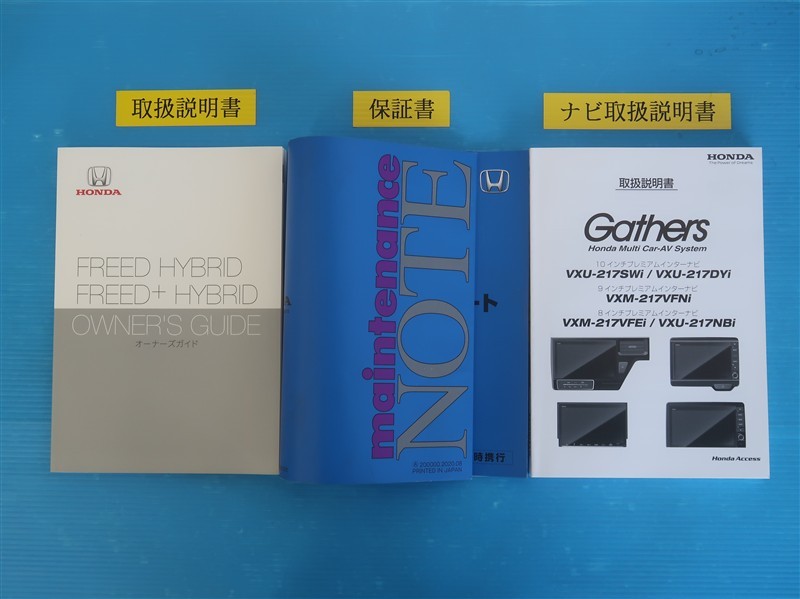 取扱説明書
保証書
ナビ取扱説明書
HONDA
FREED HYBRID
FREED+ HYBRID
OWNER'S GUIDE
オーナーズガイド
maintenance
NOTE
PRINTED IN JAPAN
時携行
HONDA
The Power of Dreams
取扱説明書
Gathers
Honda Multi Car-AV System
10インチプレミアムインターナビ
VXU-217SWi / VXU-217DYi
9インチプレミアムインターナビ
VXM-217VFNi
8インチプレミアムインターナビ
VXM-217VFEi / VXU-217NBi
Honda Access